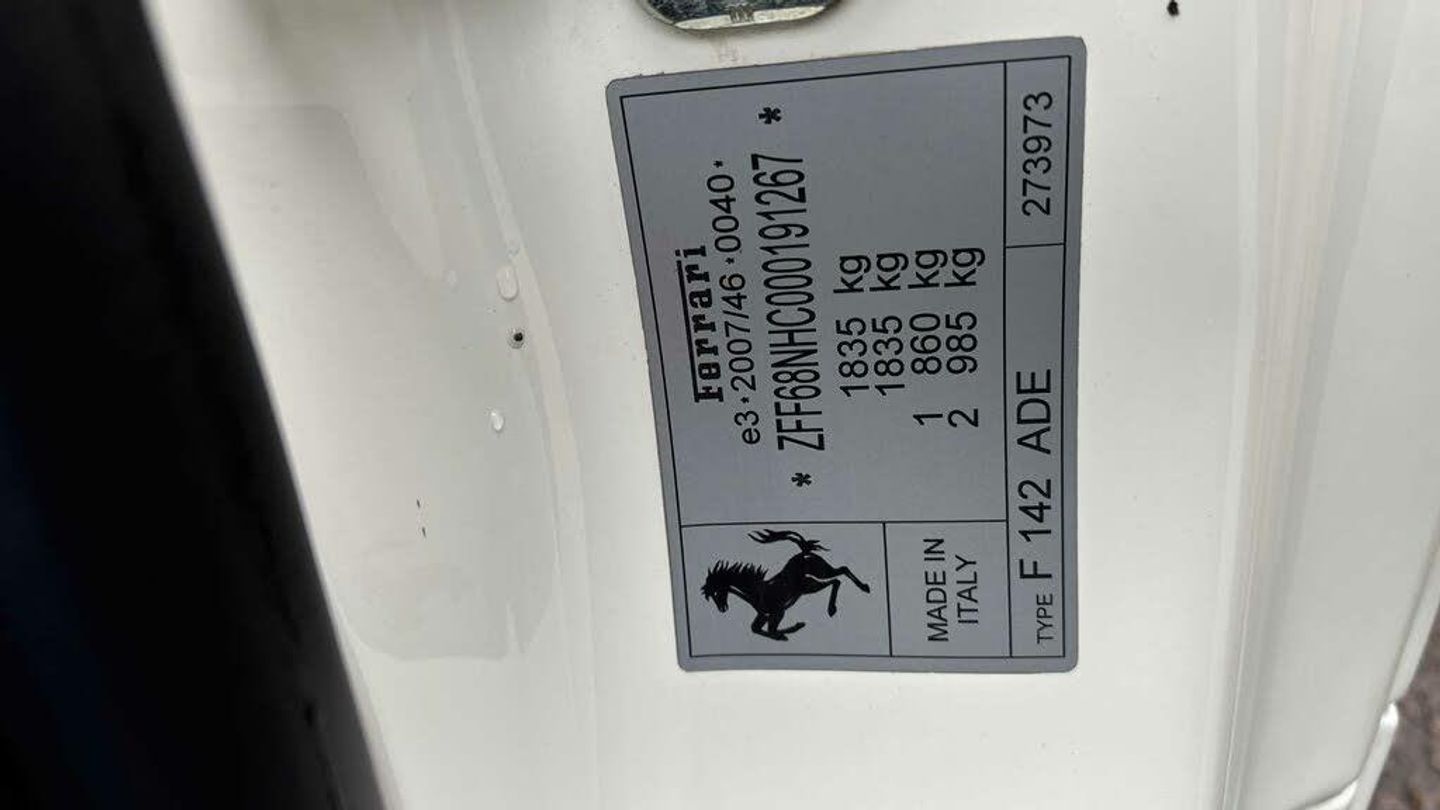 Ferrari
e3*2007/46*0040*
* ZFF68NHC000191267 *
1835 kg
1835 kg
1 860 kg
2 985 kg
MADE IN
ITALY
TYPE F 142 ADE 273973